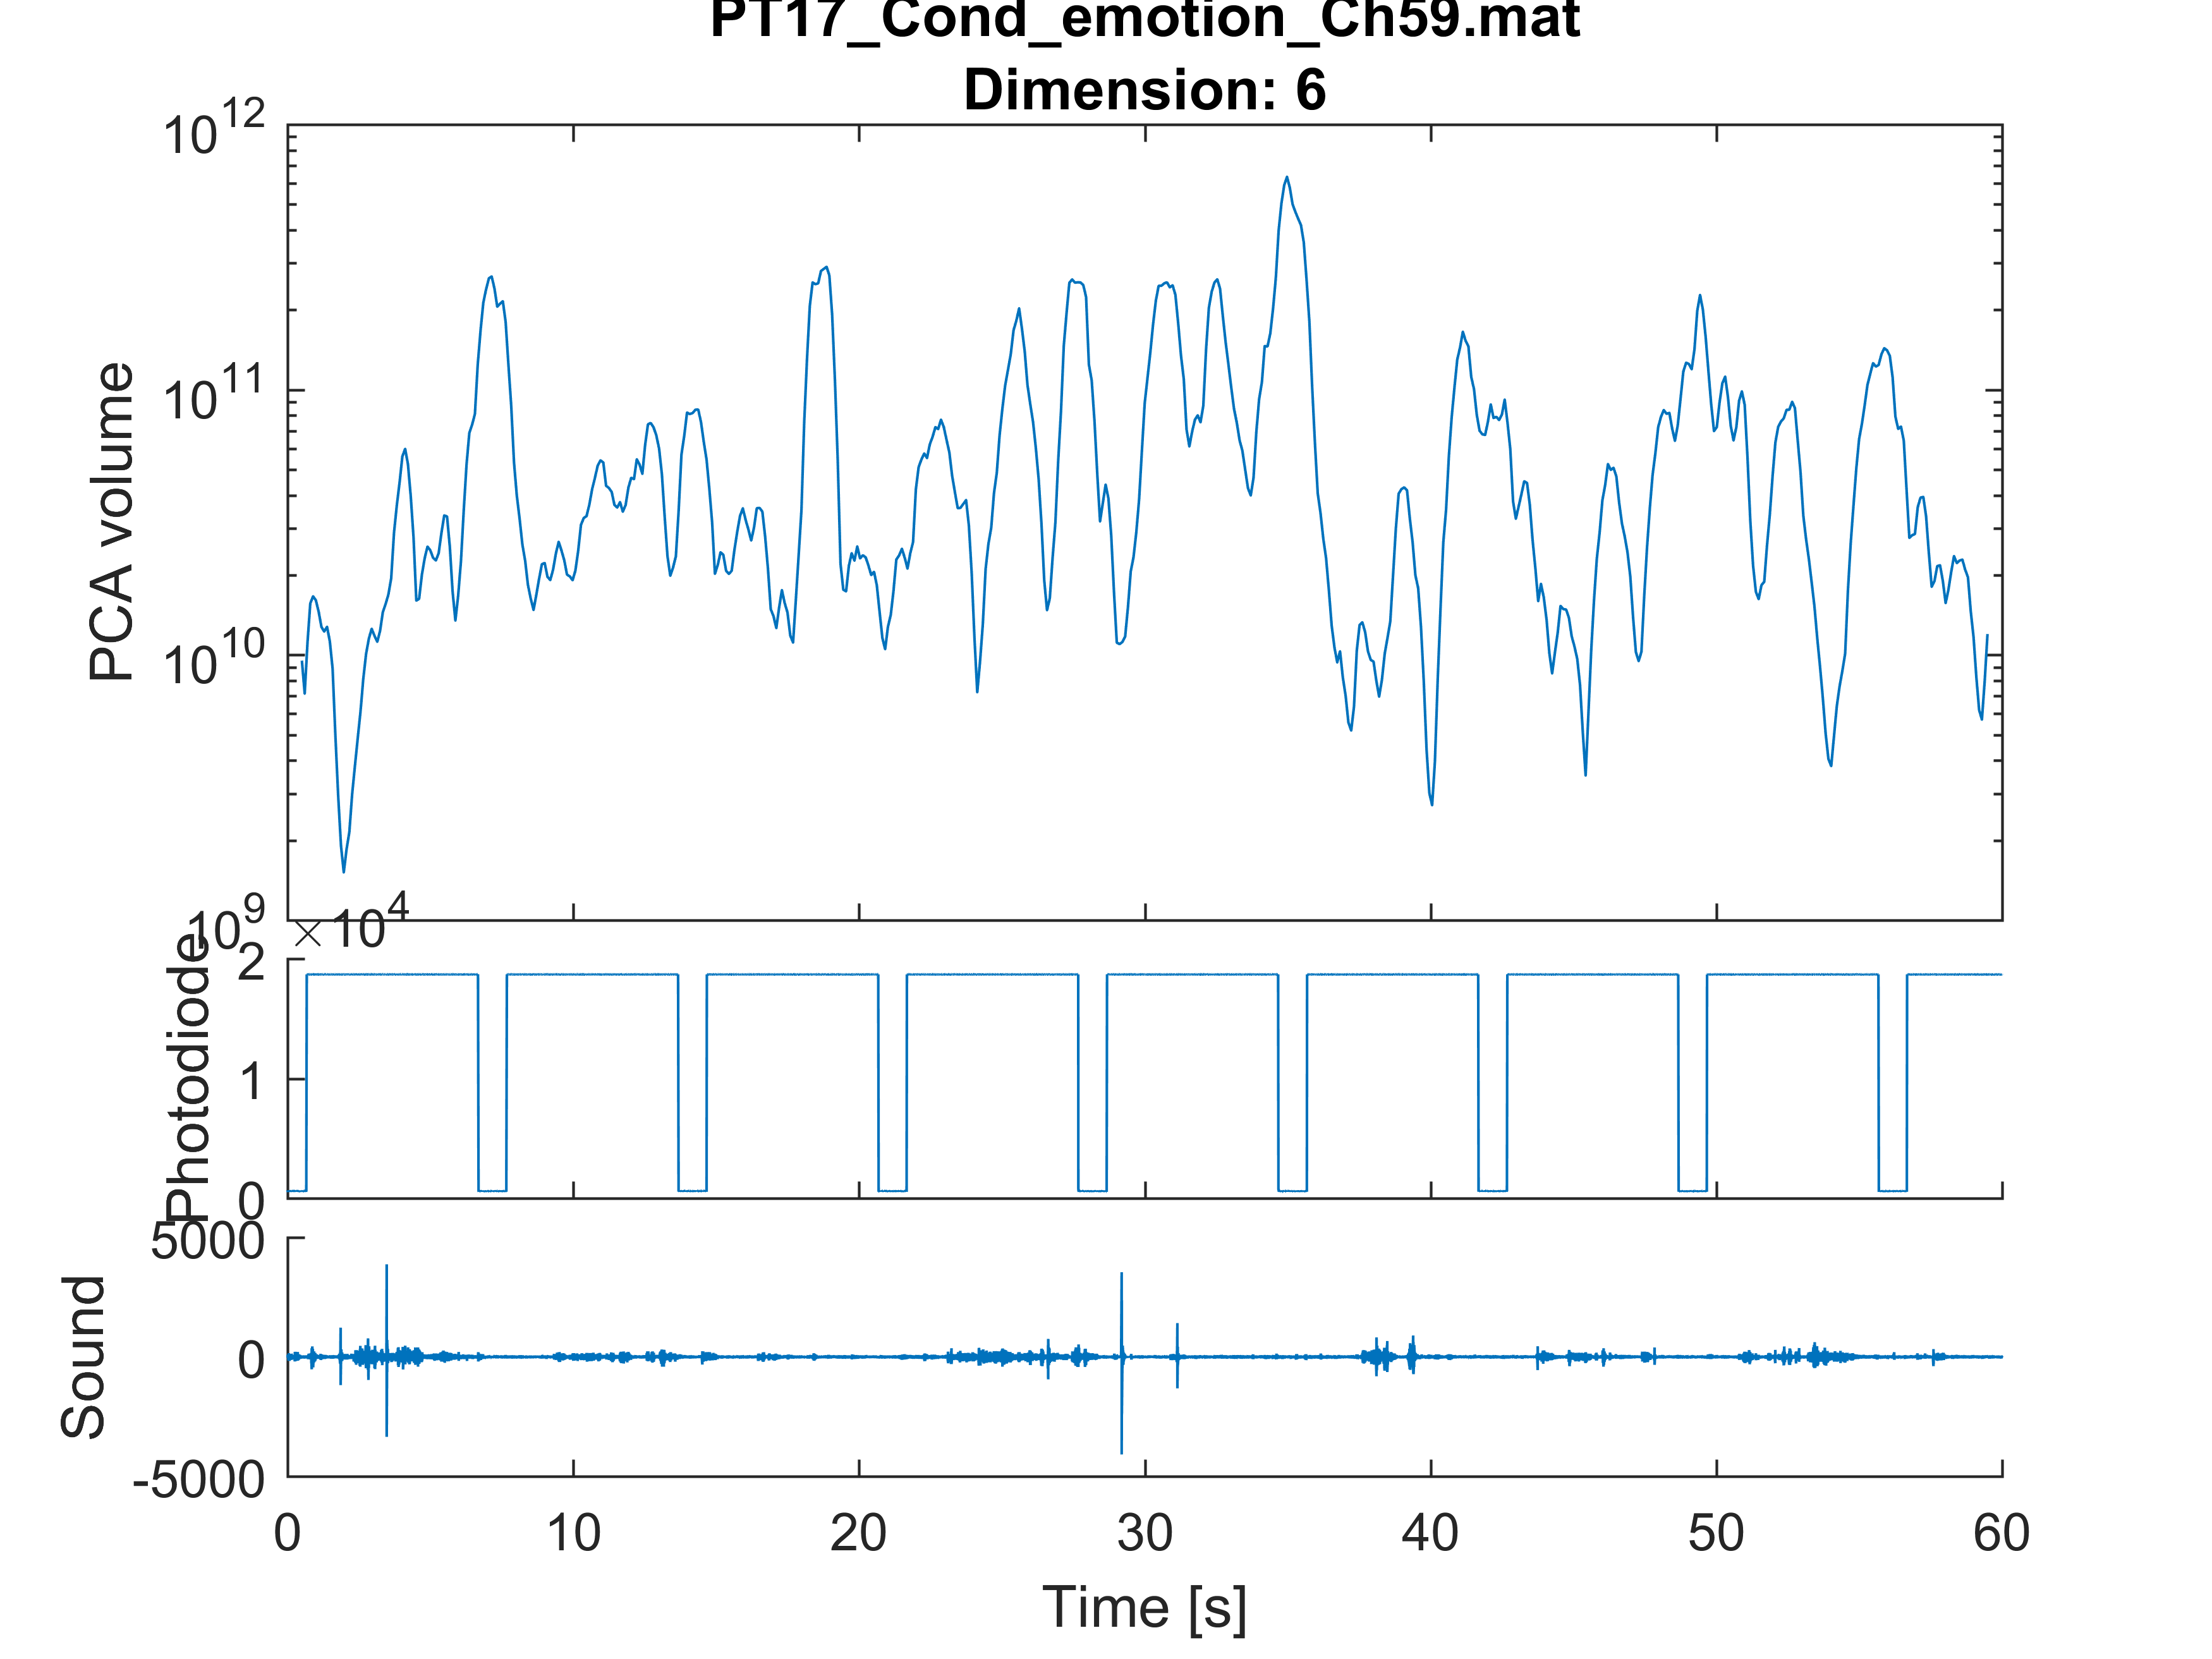 PT17_Cond_emotion_Ch59.mat
Dimension: 6
10^12
10^11
10^10
10^9
PCA volume
× 10^4
2
1
0
Photodiode
5000
0
-5000
Sound
0 10 20 30 40 50 60
Time [s]